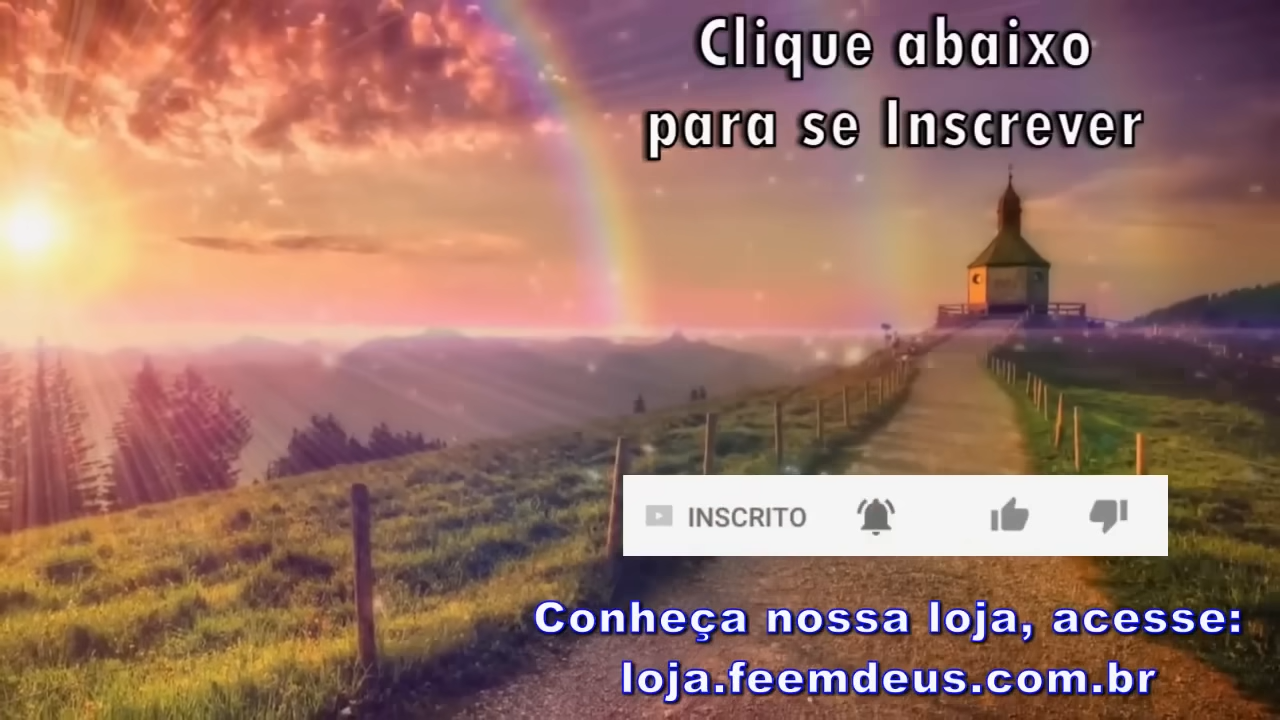 Clique abaixo
para se Inscrever
INSCRITO
Conheça nossa loja, acesse:
loja.feemdeus.com.br